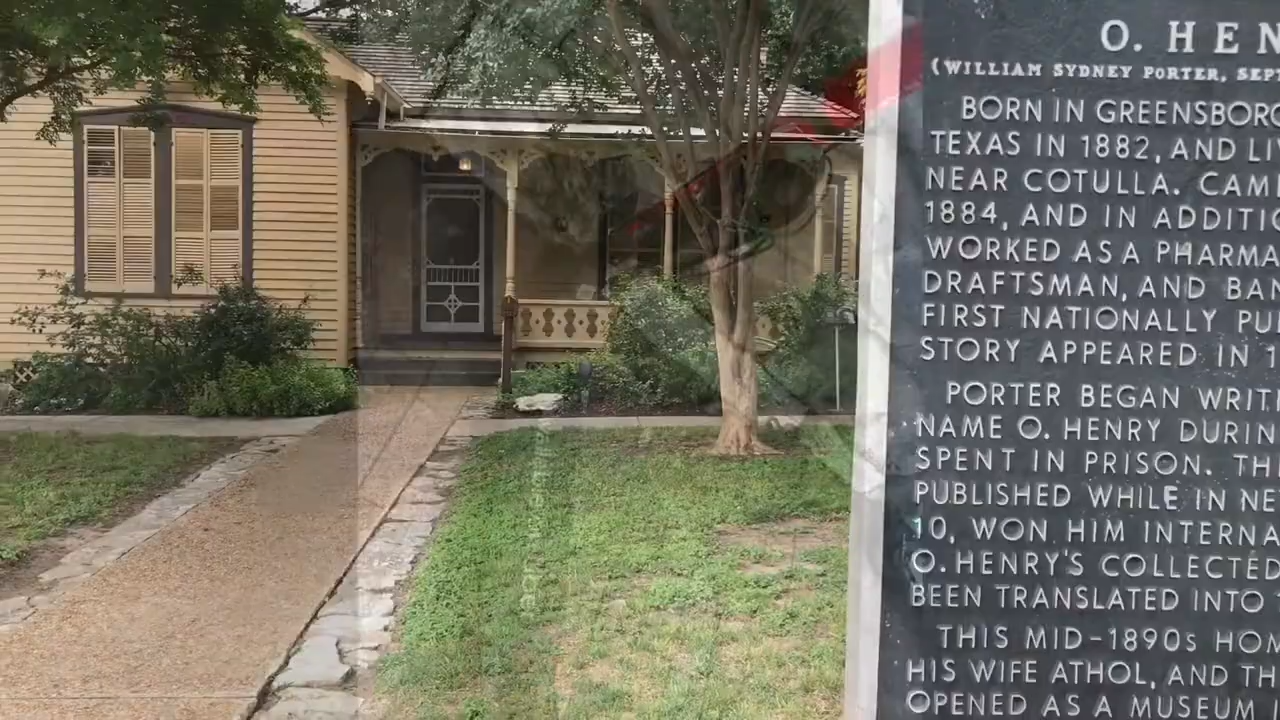 O. HEN
(WILLIAM SYDNEY PORTER, SEPT
BORN IN GREENSBORO
TEXAS IN 1882, AND LIV
NEAR COTULLA. CAME
1884, AND IN ADDITIO
WORKED AS A PHARMA
DRAFTSMAN, AND BAN
FIRST NATIONALLY PU
STORY APPEARED IN 1
PORTER BEGAN WRITI
NAME O. HENRY DURIN
SPENT IN PRISON. TH
PUBLISHED WHILE IN NE
10, WON HIM INTERNA
O. HENRY'S COLLECTED
BEEN TRANSLATED INTO
THIS MID-1890s HOM
HIS WIFE ATHOL, AND TH
OPENED AS A MUSEUM I